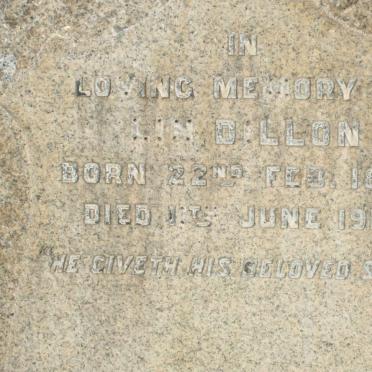 IN
LOVING MEMORY
DILLON
BORN 22ND FEB.
DIED JUNE
"HE GIVETH HIS BELOVED